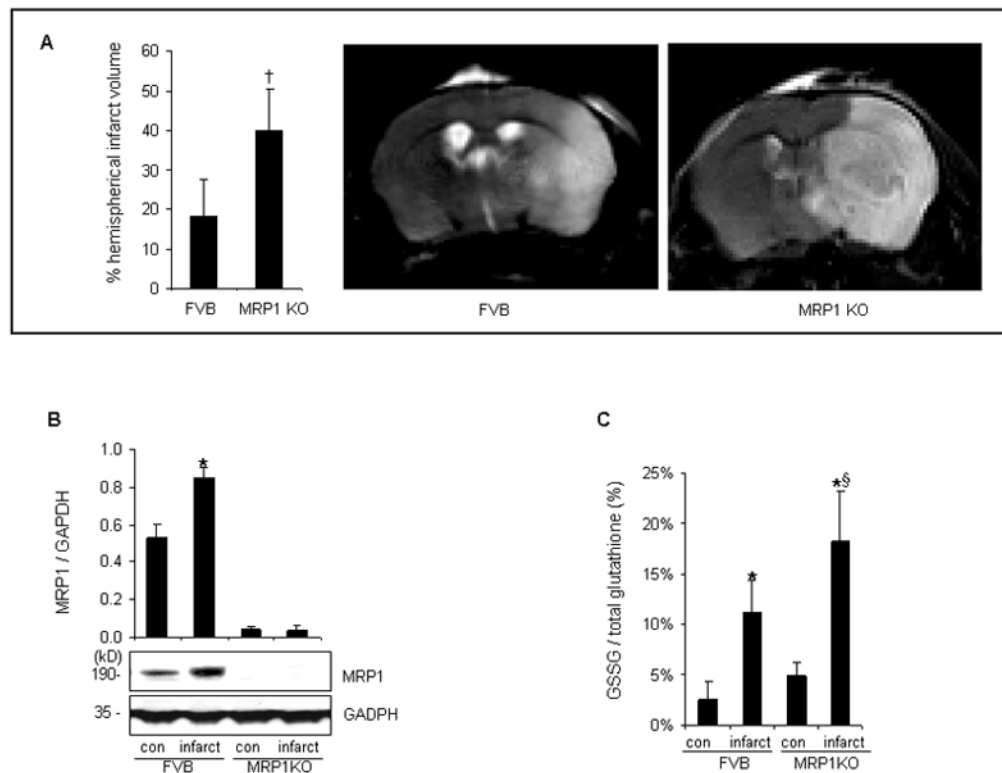 A
% hemispherical infarct volume
60
50
40
30
20
10
0
†
FVB
MRP1 KO
FVB
MRP1 KO
B
MRP1 / GAPDH
1.0
0.8
0.6
0.4
0.2
0.0
*
(kD)
190-
MRP1
35 -
GADPH
con infarct con infarct
FVB MRP1KO
C
GSSG / total glutathione (%)
25%
20%
15%
10%
5%
0%
*
*§
con infarct con infarct
FVB MRP1KO